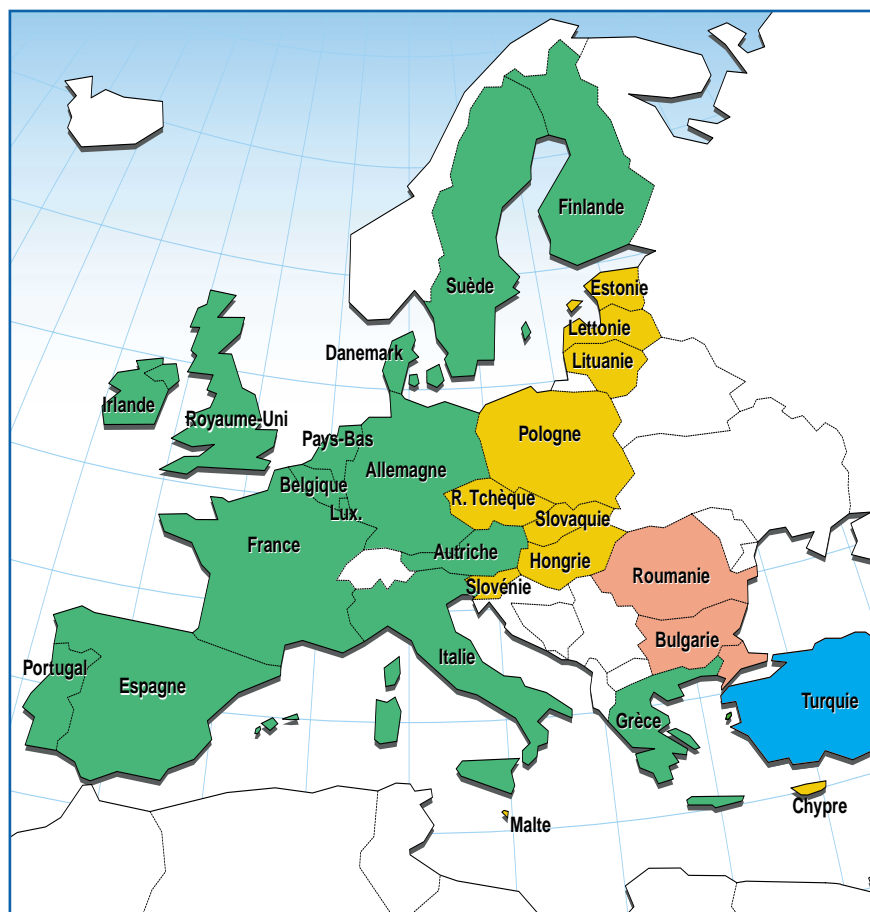 Finlande
Suède
Estonie
Lettonie
Lituanie
Danemark
Irlande
Royaume-Uni
Pays-Bas
Pologne
Allemagne
Belgique
R. Tchèque
Lux.
Slovaquie
France
Autriche
Hongrie
Slovénie
Roumanie
Bulgarie
Italie
Portugal
Espagne
Turquie
Grèce
Chypre
Malte